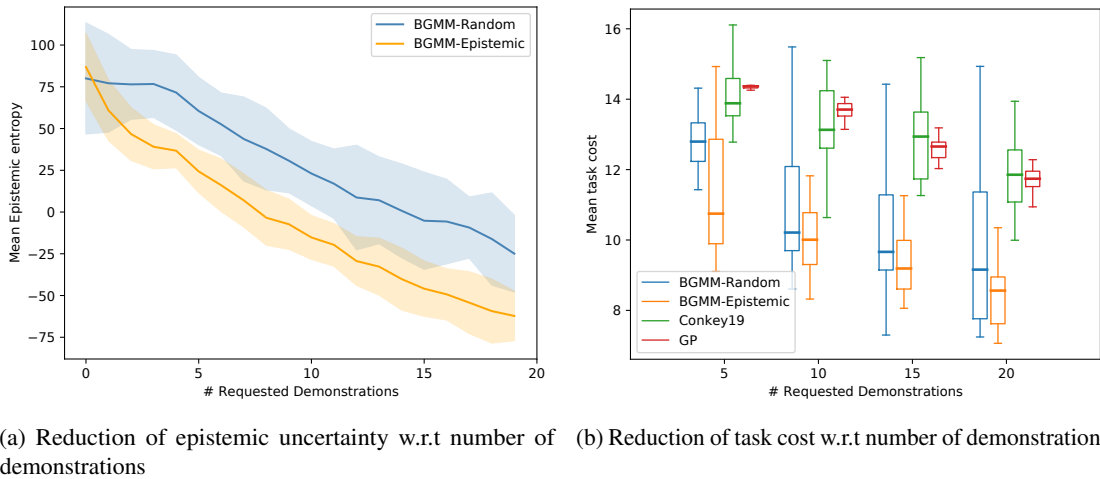 BGMM-Random
BGMM-Epistemic
100
75
50
25
0
−25
−50
−75
Mean Epistemic entropy
0
5
10
15
20
# Requested Demonstrations
16
14
12
10
8
Mean task cost
BGMM-Random
BGMM-Epistemic
Conkey19
GP
5
10
15
20
# Requested Demonstrations
(a) Reduction of epistemic uncertainty w.r.t number of
demonstrations
(b) Reduction of task cost w.r.t number of demonstration